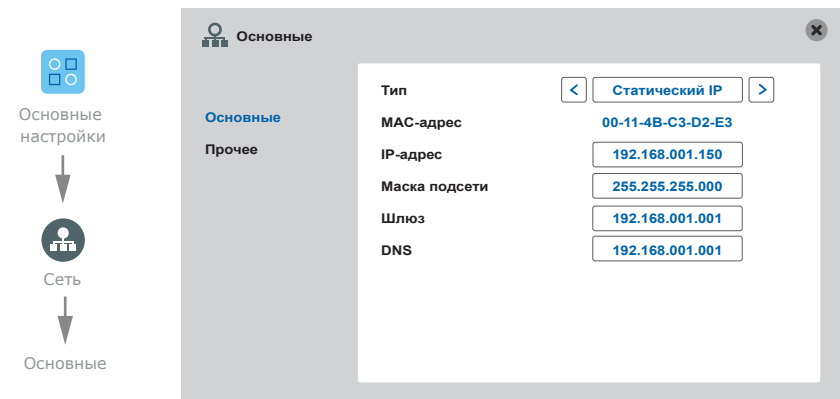 Основные
настройки
Сеть
Основные
Основные
Основные
Прочее
Тип < Статический IP >
МАС-адрес 00-11-4B-C3-D2-E3
IP-адрес 192.168.001.150
Маска подсети 255.255.255.000
Шлюз 192.168.001.001
DNS 192.168.001.001